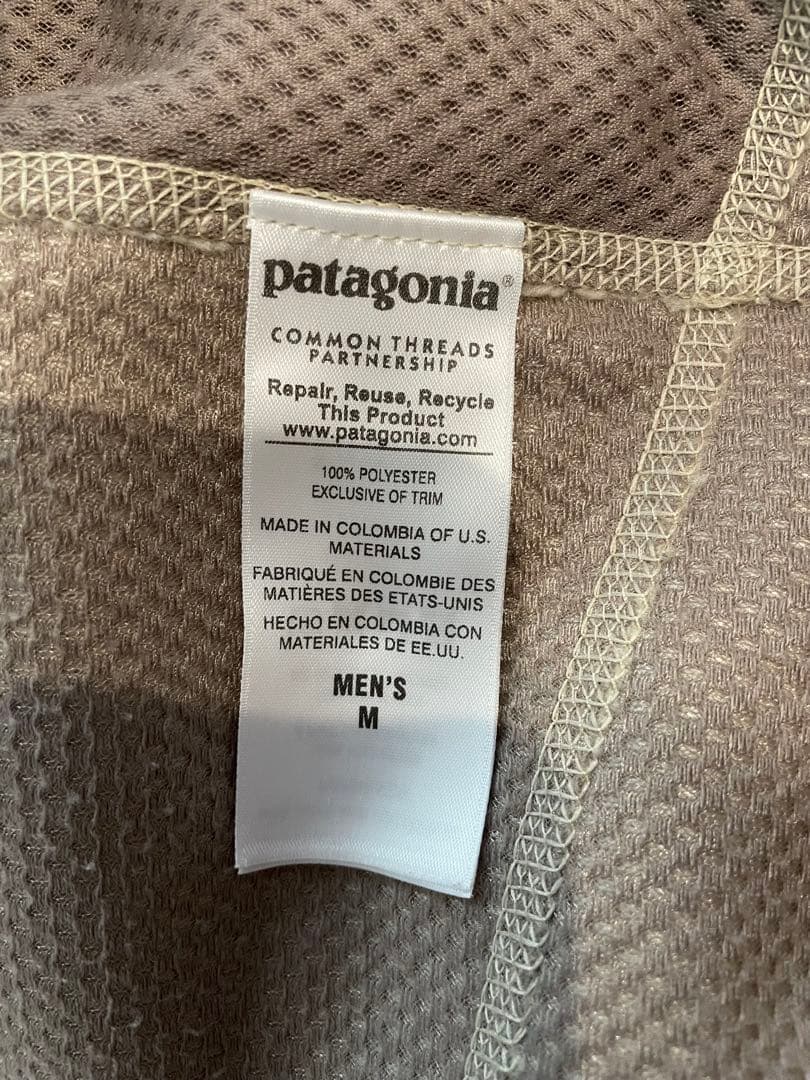 patagonia®
COMMON THREADS
PARTNERSHIP
Repair, Reuse, Recycle
This Product
www.patagonia.com
100% POLYESTER
EXCLUSIVE OF TRIM
MADE IN COLOMBIA OF U.S.
MATERIALS
FABRIQUÉ EN COLOMBIE DES
MATIÈRES DES ETATS-UNIS
HECHO EN COLOMBIA CON
MATERIALES DE EE.UU.
MEN'S
M